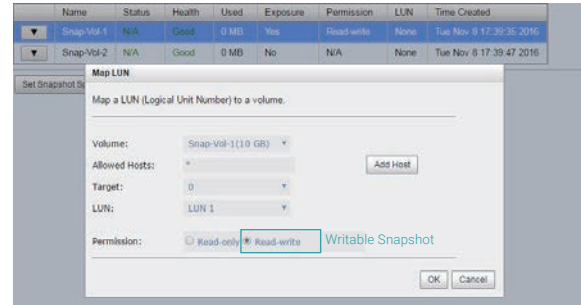 Name Status Health Used Exposure Permission LUN Time Created
Snap-Vol-1 N/A Good 0 MB Yes Read-write None Tue Nov 8 17:39:35 2016
Snap-Vol-2 N/A Good 0 MB No N/A None Tue Nov 8 17:39:47 2016
Set Snapshot Sp
Map LUN
Map a LUN (Logical Unit Number) to a volume.
Volume: Snap-Vol-1(10 GB)
Allowed Hosts: * Add Host
Target: 0
LUN: LUN 1
Permission: Read-only Read-write Writable Snapshot
OK Cancel